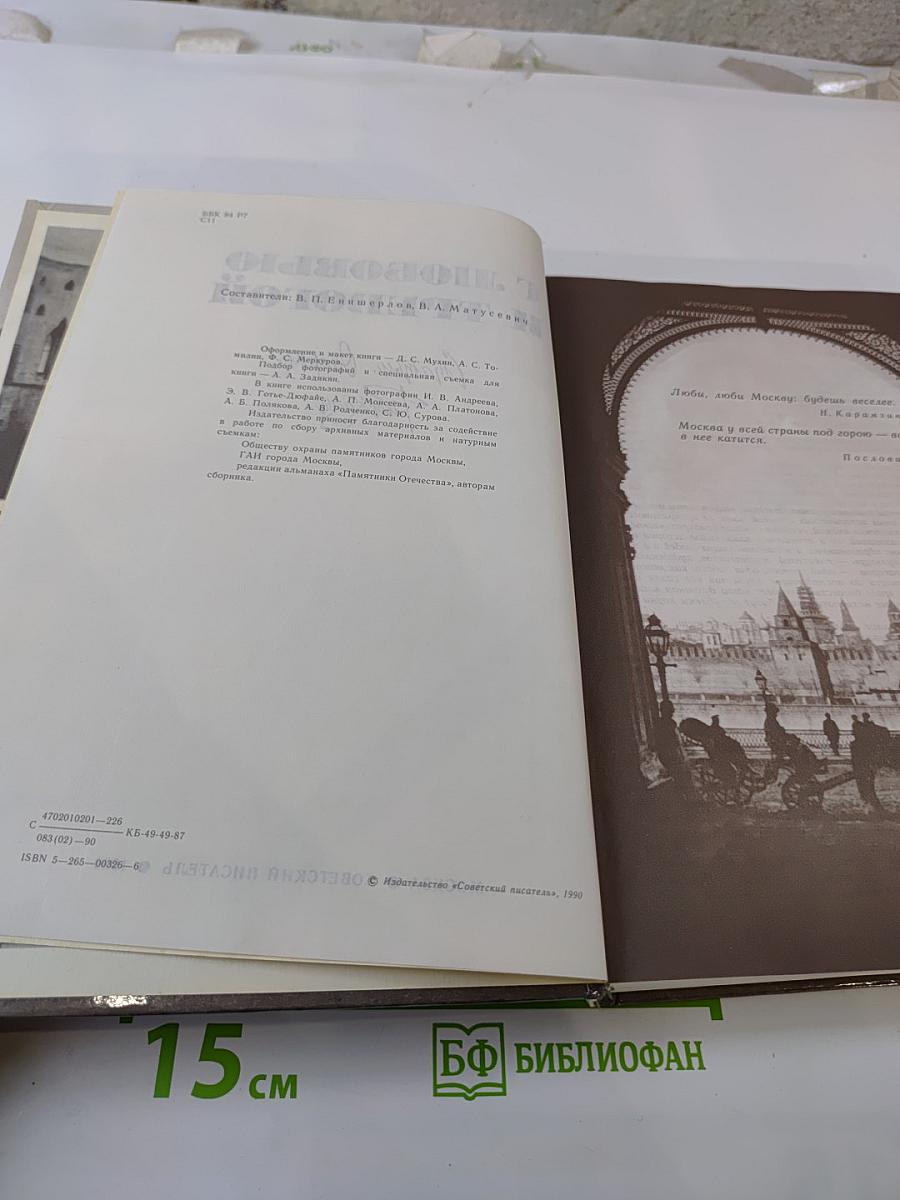 ББК 84 Р7
С11
Составители: В. П. Енишерлов, В. А. Матусевич
Оформление и макет книги — Д. С. Мухин, А. С. То-
милин, Ф. С. Меркуров.
Подбор фотографий и специальная съемка для
книги — А. А. Задикян.
В книге использованы фотографии И. В. Андреева,
Э. В. Готье-Дюфайе, А. П. Моисеева, А. А. Платонова,
А. Б. Полякова, А. В. Родченко, С. Ю. Сурова.
Издательство приносит благодарность за содействие
в работе по сбору архивных материалов и натурным
съемкам:
Обществу охраны памятников города Москвы,
ГАН города Москвы,
редакции альманаха «Памятники Отечества», авторам
сборника.
4702010201—226
С
КБ-49-49-87
083(02)—90
ISBN 5—265—00326—6
© Издательство «Советский писатель», 1990
Люби, люби Москву: будешь веселее.
Н. Карамзин
Москва у всей страны под горою —
в нее катится.
15 см
БФ БИБЛИОФАН